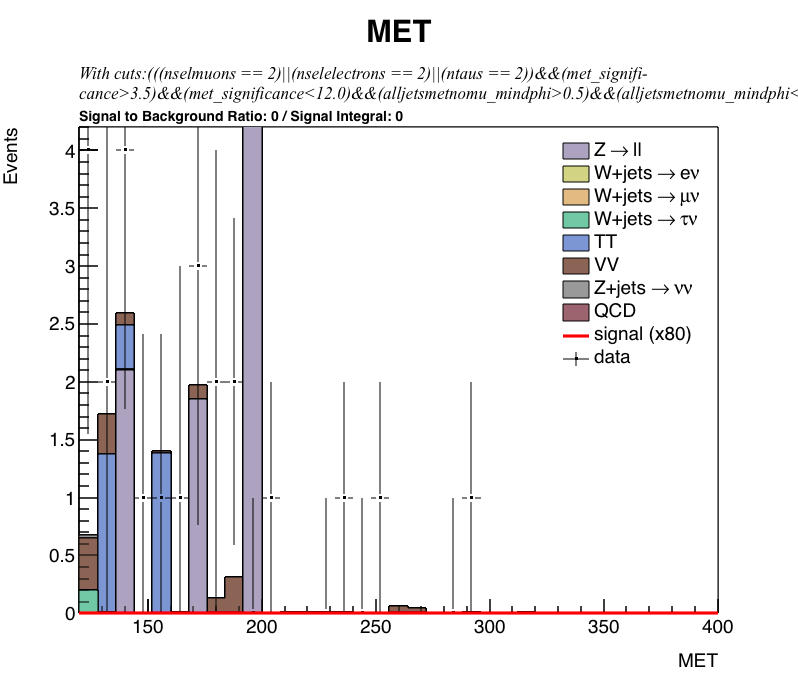 MET
With cuts:(((nselmuons == 2)||(nselelectrons == 2)||(ntaus == 2))&&(met_signifi-
cance>3.5)&&(met_significance<12.0)&&(alljetsmetnomu_mindphi>0.5)&&(alljetsmetnomu_mindphi<
Signal to Background Ratio: 0 / Signal Integral: 0
Events
4
3.5
3
2.5
2
1.5
1
0.5
0
Z → ll
W+jets → eν
W+jets → μν
W+jets → τν
TT
VV
Z+jets → νν
QCD
signal (x80)
data
150 200 250 300 350 400
MET